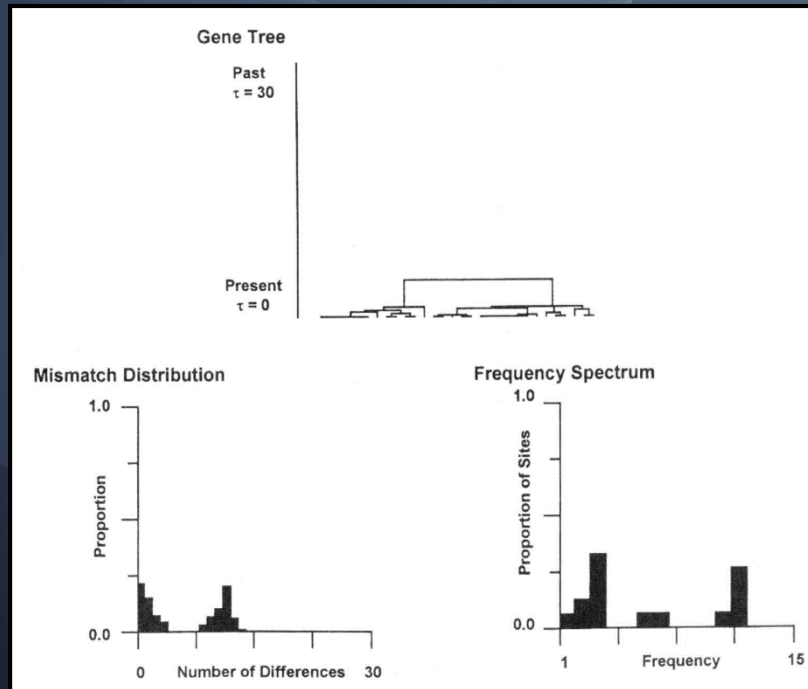 Gene Tree
Past
τ = 30
Present
τ = 0
Mismatch Distribution
1.0
Proportion
0.0
0 Number of Differences 30
Frequency Spectrum
1.0
Proportion of Sites
0.0
1 Frequency 15